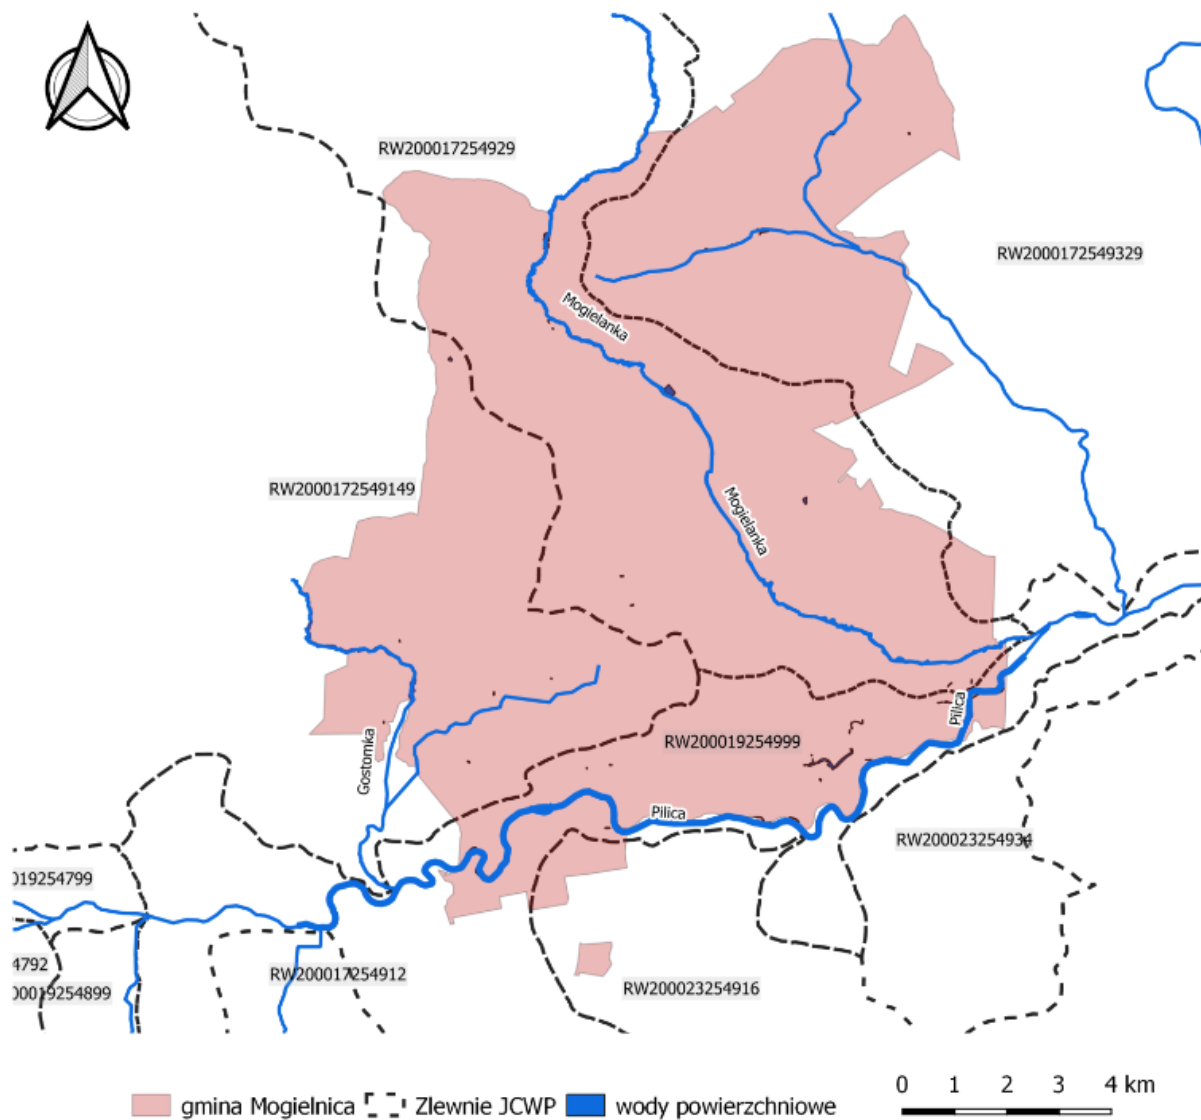 RW200017254929
RW2000172549329
Mogielanka
RW2000172549149
Mogielanka
Pilica
RW200019254999
Gostomka
Pilica
RW200023254934
019254799
4792
RW200017254912
000019254899
RW200023254916
0 1 2 3 4 km
gmina Mogielnica Zlewnie JCWP wody powierzchniowe